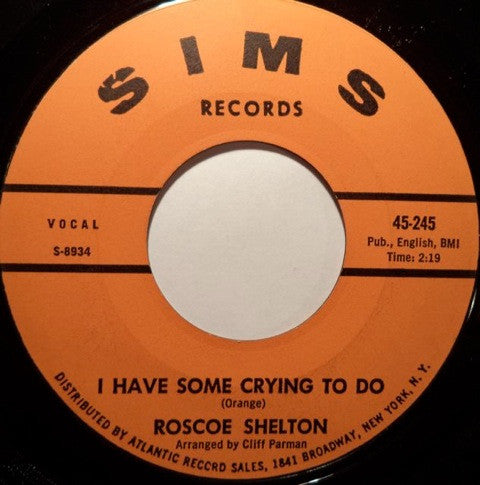 SIMS
RECORDS
VOCAL
S-8934
45-245
Pub., English, BMI
Time: 2:19
I HAVE SOME CRYING TO DO
(Orange)
ROSCOE SHELTON
Arranged by Cliff Parman
DISTRIBUTED BY ATLANTIC RECORD SALES, 1841 BROADWAY, NEW YORK, N. Y.